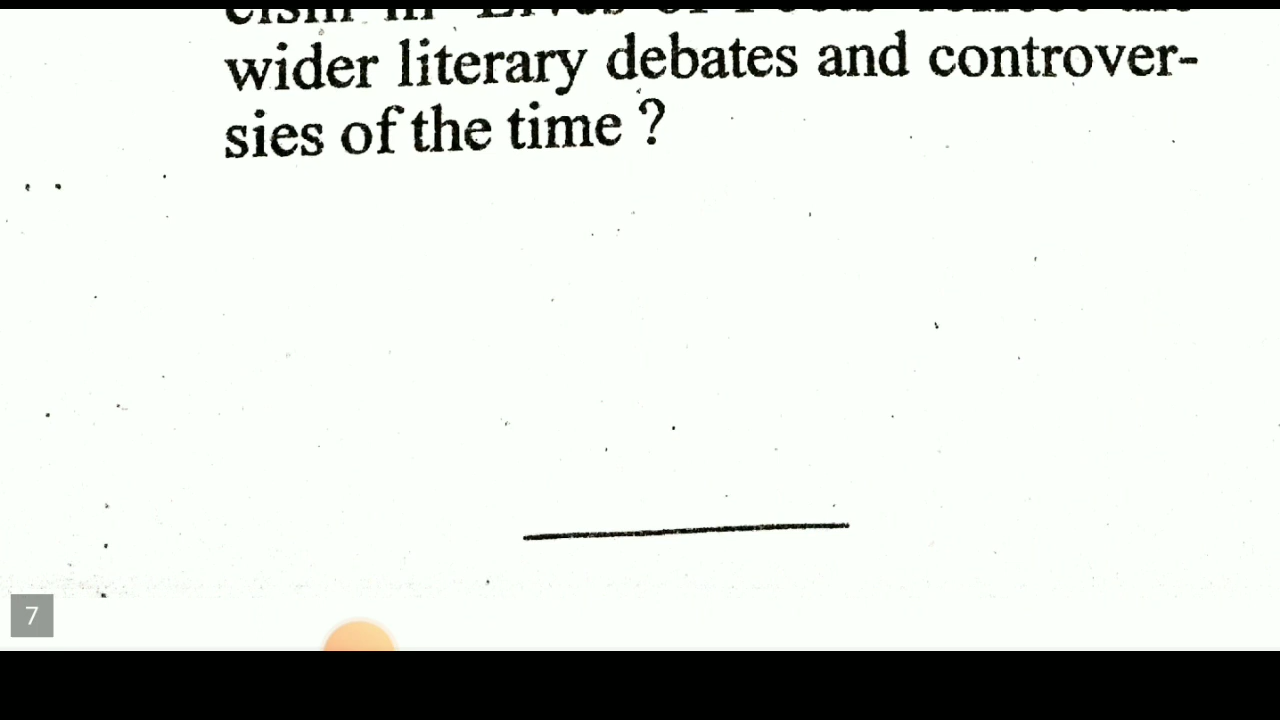 wider literary debates and controver-
sies of the time ?
7